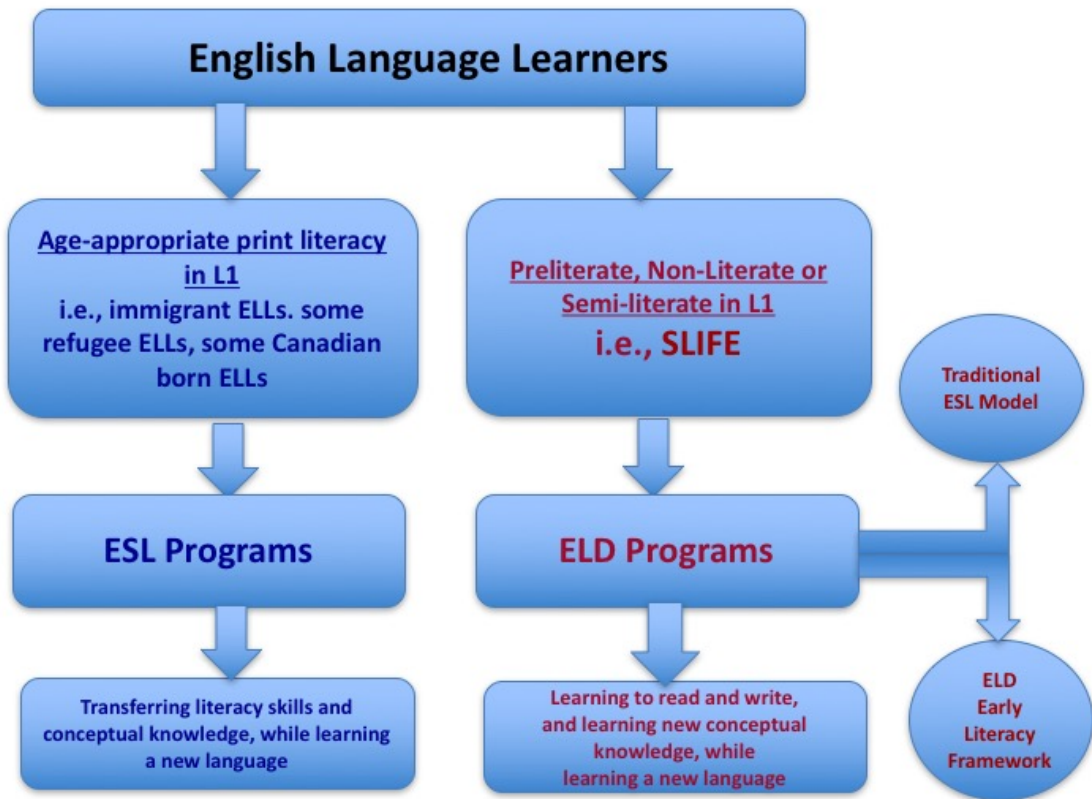 English Language Learners
Age-appropriate print literacy
in L1
i.e., immigrant ELLs. some
refugee ELLs, some Canadian
born ELLs
Preliterate, Non-Literate or
Semi-literate in L1
i.e., SLIFE
Traditional
ESL Model
ESL Programs
ELD Programs
Transferring literacy skills and
conceptual knowledge, while learning
a new language
Learning to read and write,
and learning new conceptual
knowledge, while
learning a new language
ELD
Early
Literacy
Framework